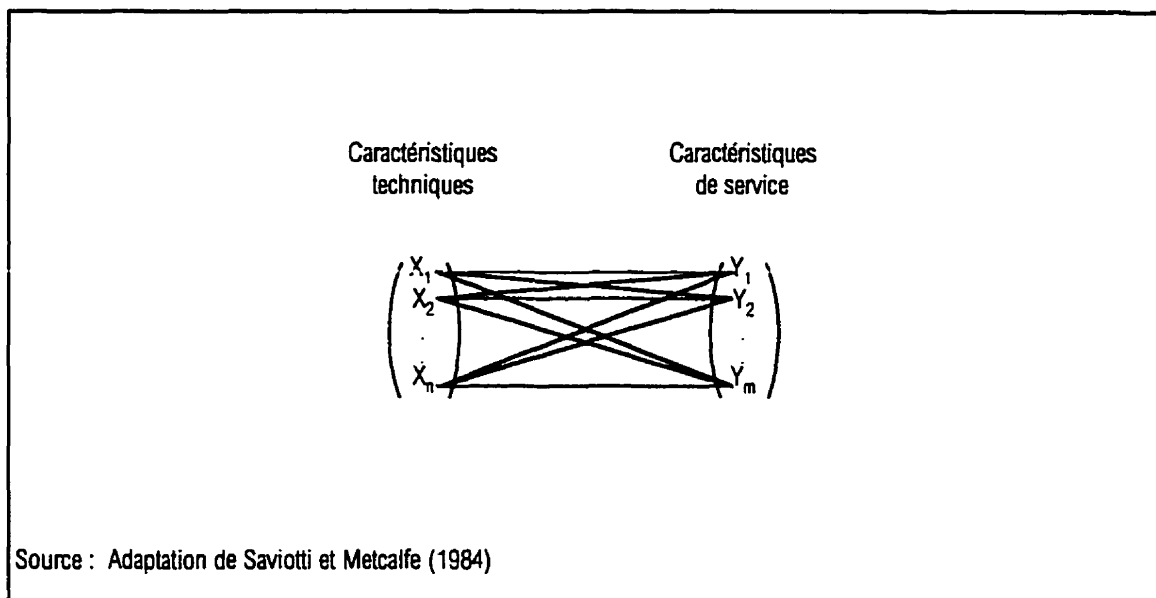 Caractéristiques techniques
Caractéristiques de service
X1 Y1
X2 Y2
. .
. .
Xn Ym
Source : Adaptation de Saviotti et Metcalfe (1984)